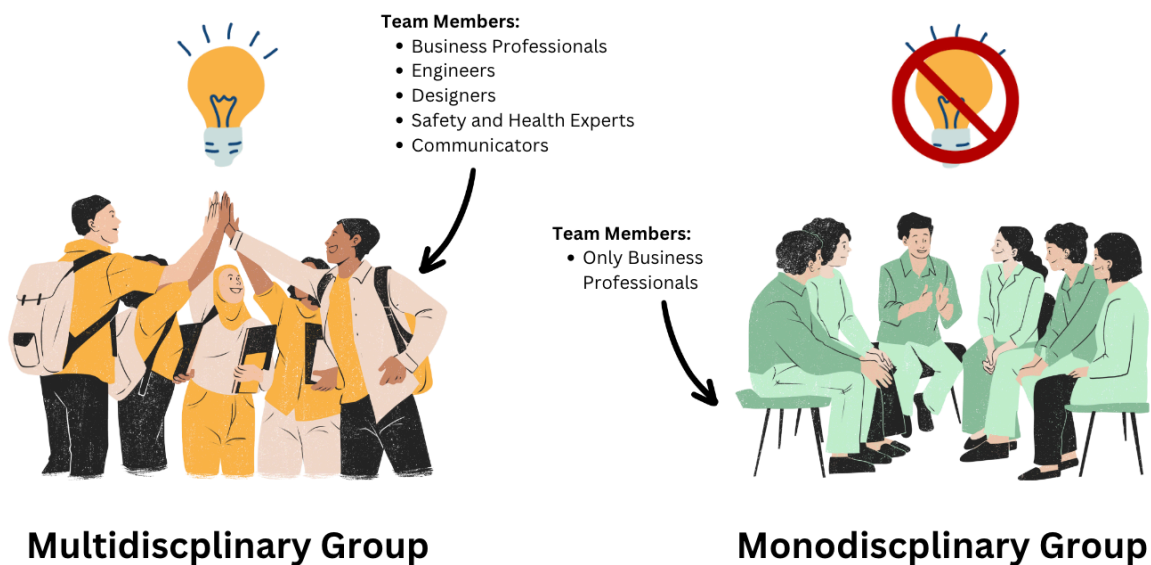 Team Members:
• Business Professionals
• Engineers
• Designers
• Safety and Health Experts
• Communicators
Team Members:
• Only Business
Professionals
Multidiscplinary Group
Monodiscplinary Group